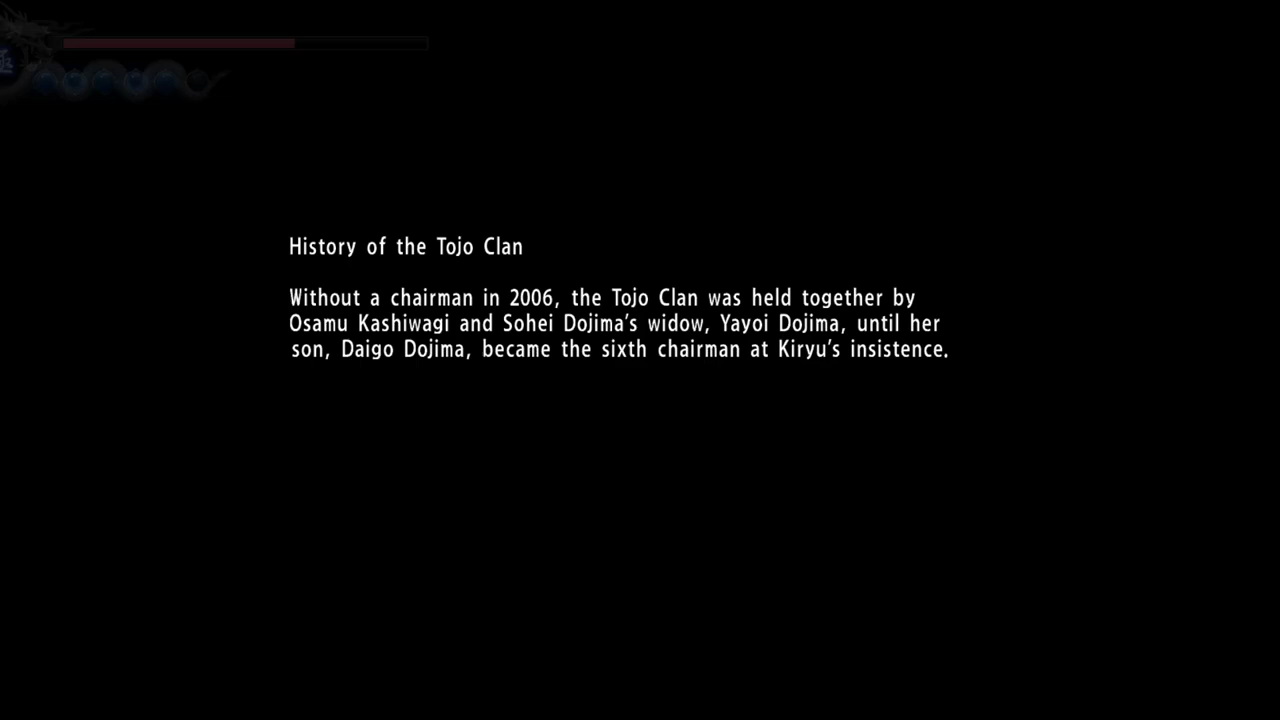 History of the Tojo Clan
Without a chairman in 2006, the Tojo Clan was held together by
Osamu Kashiwagi and Sohei Dojima's widow, Yayoi Dojima, until her
son, Daigo Dojima, became the sixth chairman at Kiryu's insistence.